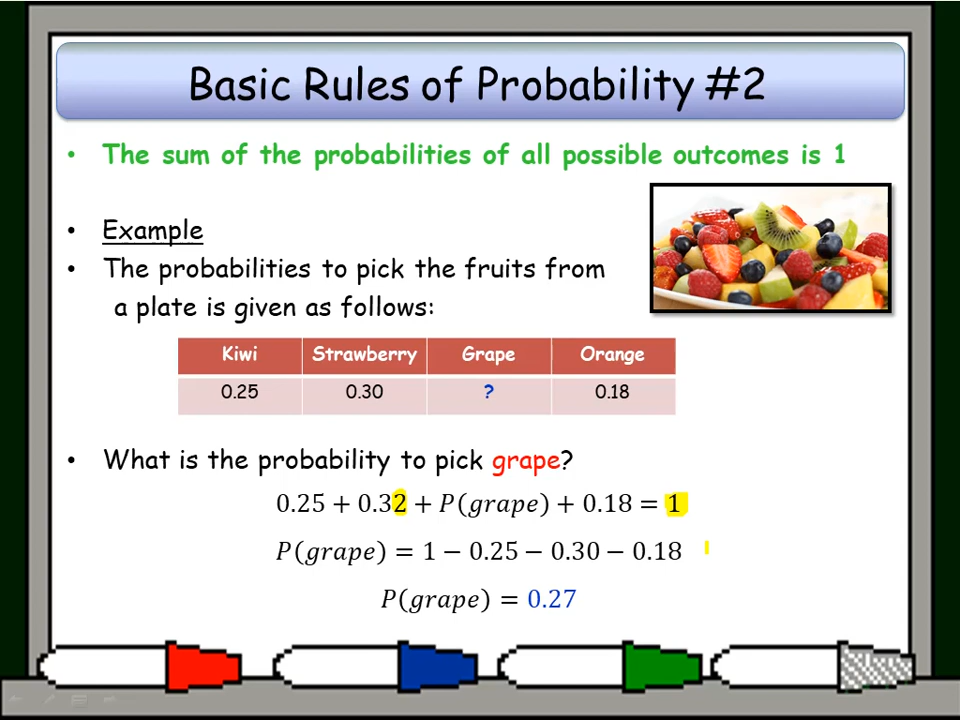 Basic Rules of Probability #2
• The sum of the probabilities of all possible outcomes is 1
• Example
• The probabilities to pick the fruits from
a plate is given as follows:
Kiwi Strawberry Grape Orange
0.25 0.30 ? 0.18
• What is the probability to pick grape?
0.25 + 0.32 + P(grape) + 0.18 = 1
P(grape) = 1 − 0.25 − 0.30 − 0.18
P(grape) = 0.27